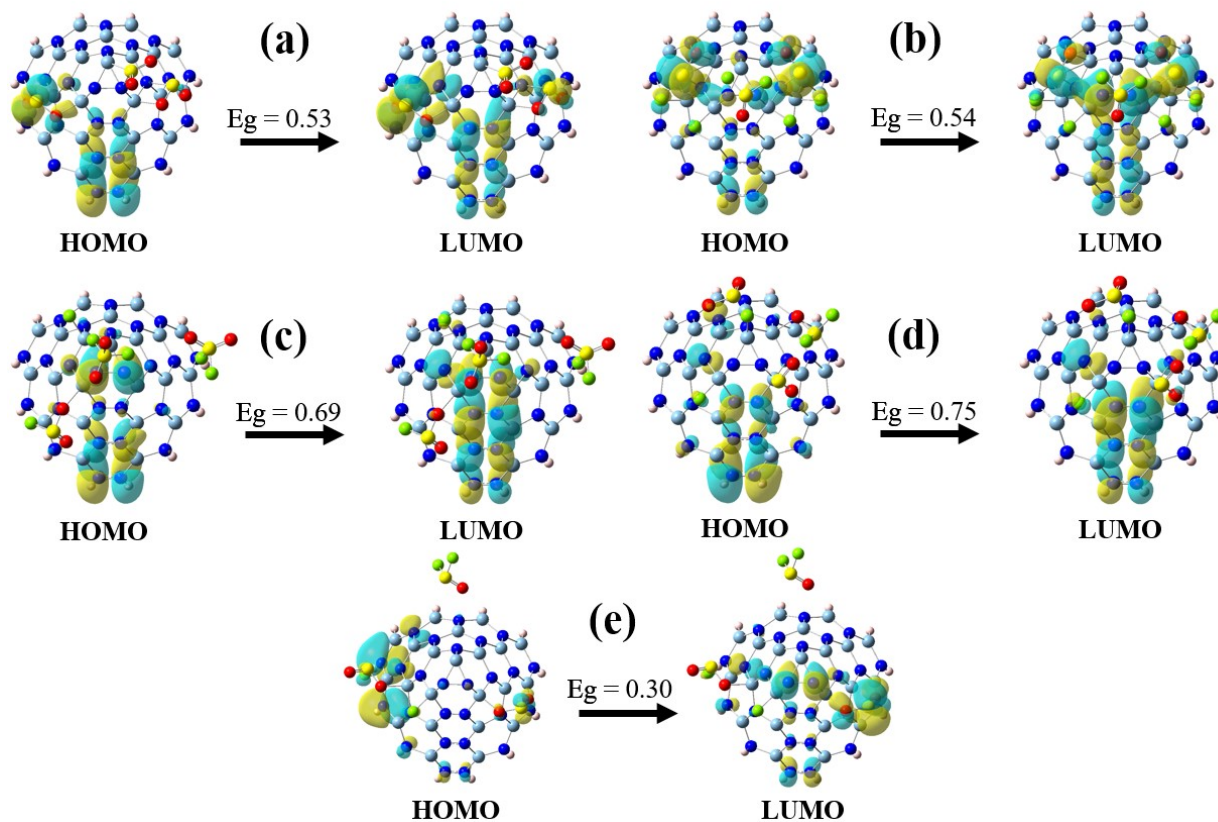 (a)
Eg = 0.53
HOMO
LUMO
(b)
Eg = 0.54
HOMO
LUMO
(c)
Eg = 0.69
HOMO
LUMO
(d)
Eg = 0.75
HOMO
LUMO
(e)
Eg = 0.30
HOMO
LUMO